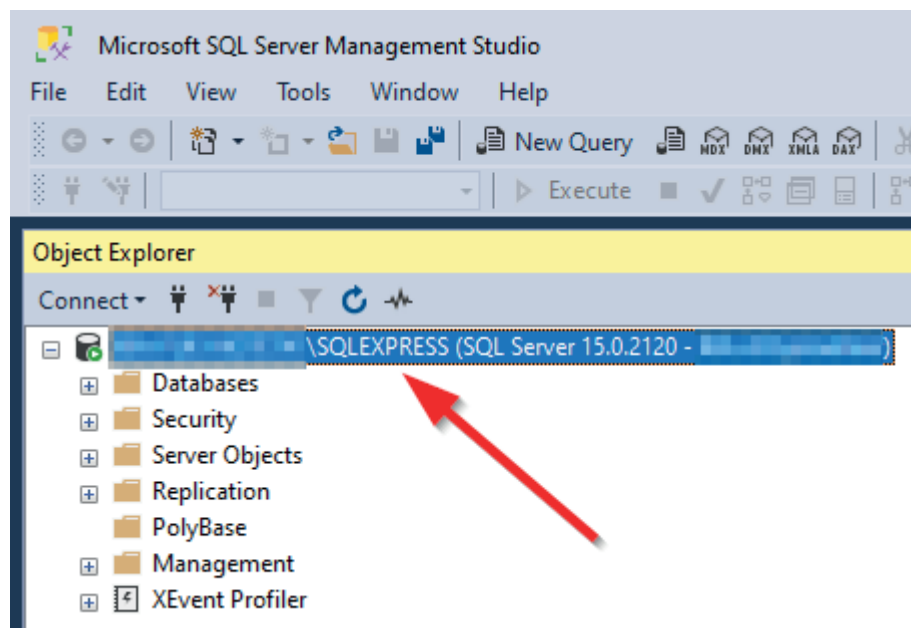 Microsoft SQL Server Management Studio
File Edit View Tools Window Help
New Query MDX DMX XMLA DAX
Execute
Object Explorer
Connect
\SQLEXPRESS (SQL Server 15.0.2120 - )
Databases
Security
Server Objects
Replication
PolyBase
Management
XEvent Profiler